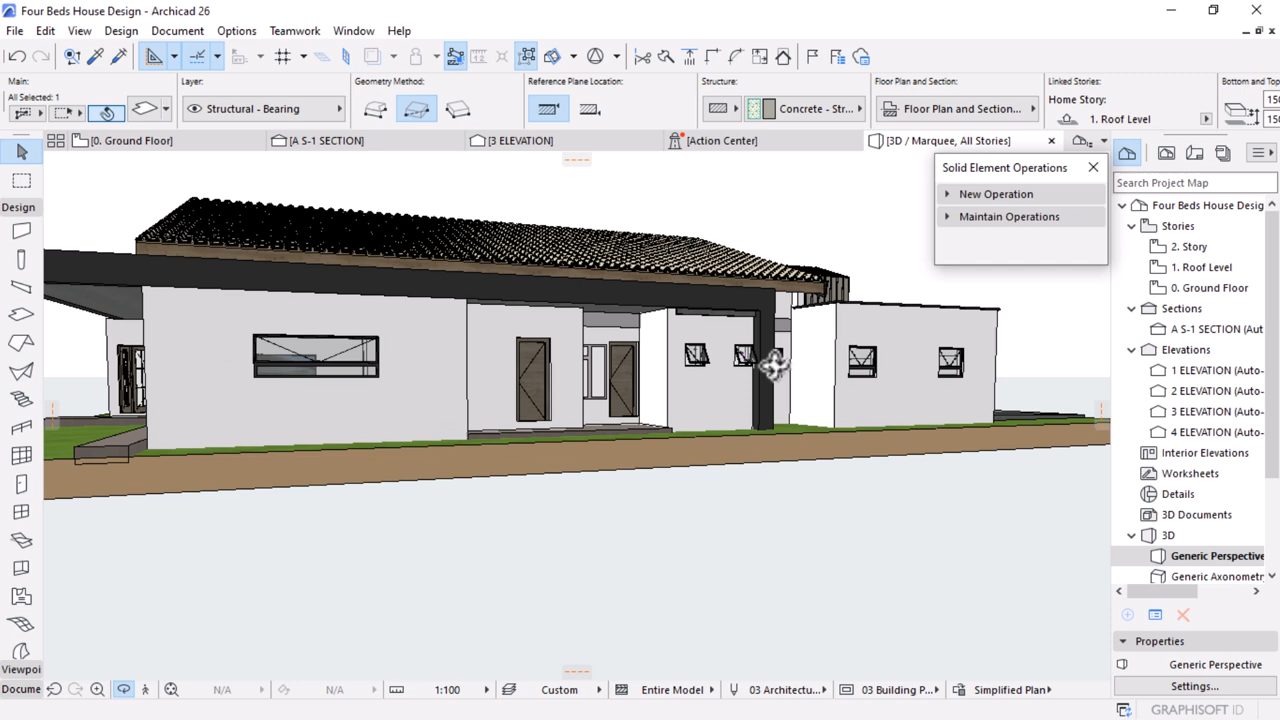 Four Beds House Design - Archicad 26
File Edit View Design Document Options Teamwork Window Help
Main:
All Selected: 1
Layer:
Structural - Bearing
Geometry Method:
Reference Plane Location:
Structure:
Concrete - Str...
Floor Plan and Section:
Floor Plan and Section...
Linked Stories:
Home Story:
1. Roof Level
Bottom and Top
150
150
[0. Ground Floor]
[A S-1 SECTION]
[3 ELEVATION]
[Action Center]
[3D / Marquee, All Stories]
Solid Element Operations
New Operation
Maintain Operations
Design
Viewpoi
Docume
Search Project Map
Four Beds House Desig
Stories
2. Story
1. Roof Level
0. Ground Floor
Sections
A S-1 SECTION (Aut
Elevations
1 ELEVATION (Auto-
2 ELEVATION (Auto-
3 ELEVATION (Auto-
4 ELEVATION (Auto-
Interior Elevations
Worksheets
Details
3D Documents
3D
Generic Perspective
Generic Axonometr
Properties
Generic Perspective
Settings...
N/A
N/A
1:100
Custom
Entire Model
03 Architectu...
03 Building P...
Simplified Plan
GRAPHISOFT ID